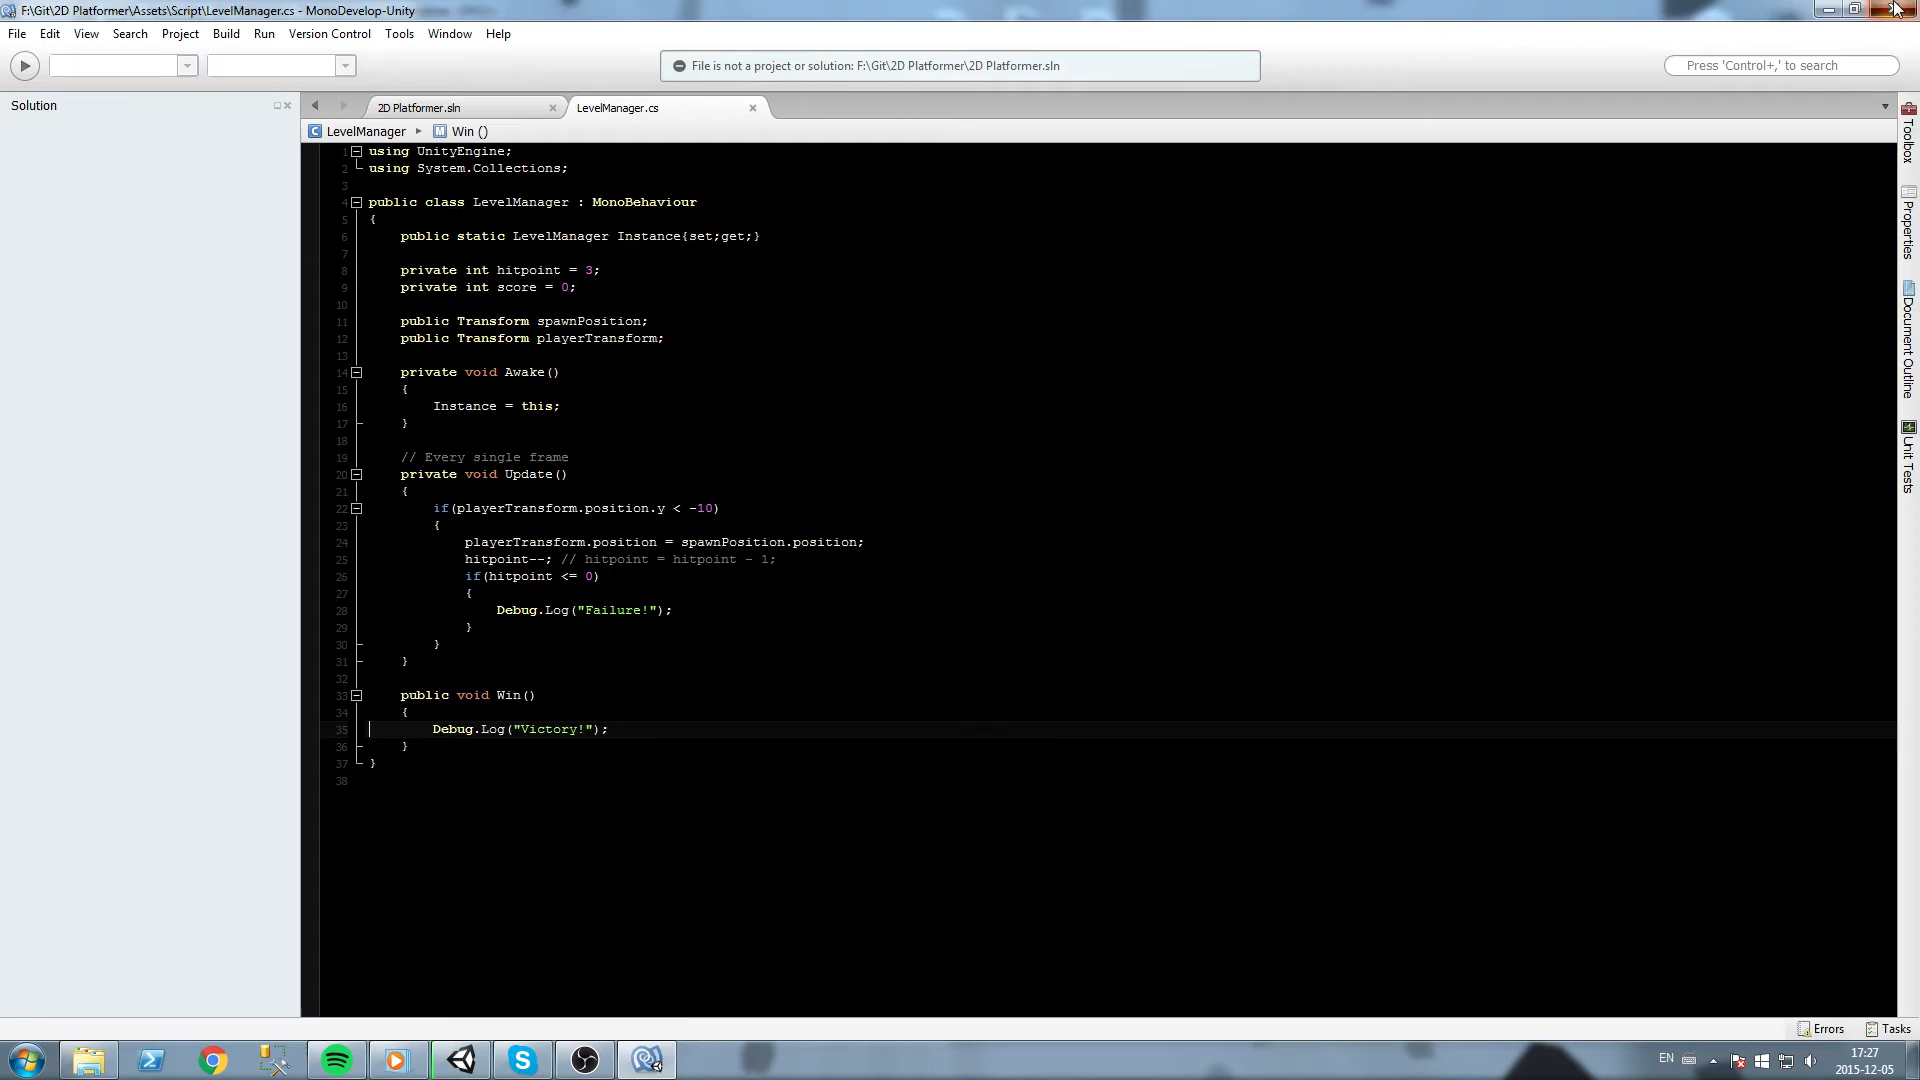 F:\Git\2D Platformer\Assets\Script\LevelManager.cs - MonoDevelop-Unity
File Edit View Search Project Build Run Version Control Tools Window Help
File is not a project or solution: F:\Git\2D Platformer\2D Platformer.sln
Press 'Control+,' to search
Solution
2D Platformer.sln
LevelManager.cs
LevelManager
Win ()
1 using UnityEngine;
2 using System.Collections;
3
4 public class LevelManager : MonoBehaviour
5 {
6 public static LevelManager Instance{set;get;}
7
8 private int hitpoint = 3;
9 private int score = 0;
10
11 public Transform spawnPosition;
12 public Transform playerTransform;
13
14 private void Awake()
15 {
16 Instance = this;
17 }
18
19 // Every single frame
20 private void Update()
21 {
22 if(playerTransform.position.y < -10)
23 {
24 playerTransform.position = spawnPosition.position;
25 hitpoint--; // hitpoint = hitpoint - 1;
26 if(hitpoint <= 0)
27 {
28 Debug.Log("Failure!");
29 }
30 }
31 }
32
33 public void Win()
34 {
35 Debug.Log("Victory!");
36 }
37 }
38
Toolbox
Properties
Document Outline
Unit Tests
Errors
Tasks
EN
17:27
2015-12-05